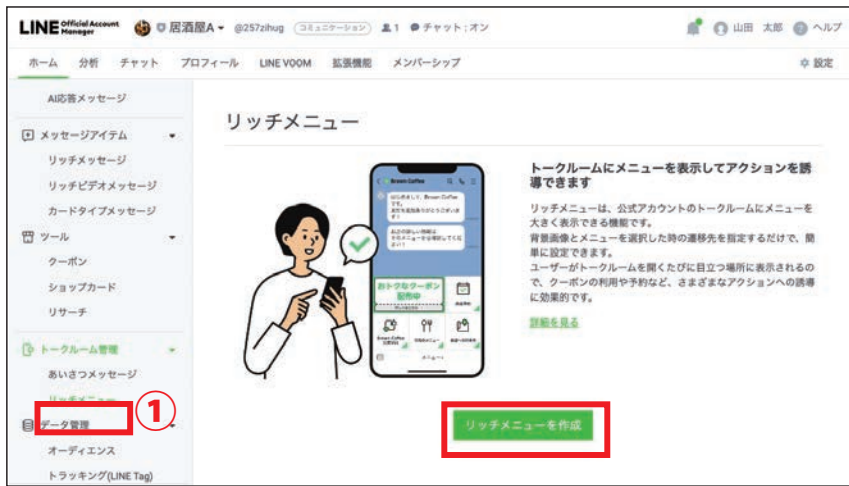 LINE Official Account Manager
居酒屋A
@257zihug
コミュニケーション
1
チャット:オン
山田 太郎
ヘルプ
ホーム 分析 チャット プロフィール LINE VOOM 拡張機能 メンバーシップ 設定
AI応答メッセージ
メッセージアイテム
リッチメッセージ
リッチビデオメッセージ
カードタイプメッセージ
ツール
クーポン
ショップカード
リサーチ
トークルーム管理
あいさつメッセージ
リッチメニュー
①
データ管理
オーディエンス
トラッキング(LINE Tag)
リッチメニュー
Brown Coffee
おトクなクーポン
配布中
トークルームにメニューを表示してアクションを誘
導できます
リッチメニューは、公式アカウントのトークルームにメニューを
大きく表示できる機能です。
背景画像とメニューを選択した時の遷移先を指定するだけで、簡
単に設定できます。
ユーザーがトークルームを開くたびに目立つ場所に表示されるの
で、クーポンの利用や予約など、さまざまなアクションへの誘導
に効果的です。
詳細を見る
リッチメニューを作成